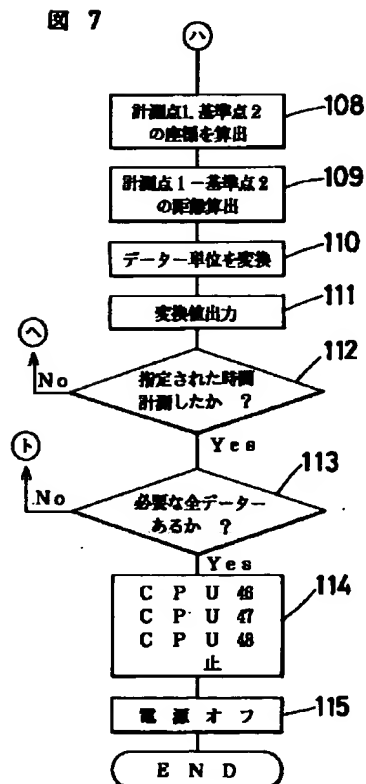 図 7
ハ
計測点1、基準点2
の座標を算出
108
計測点1－基準点2
の距離算出
109
データー単位を変換
110
変換値出力
111
ヘ
No
指定された時間
計測したか ?
112
Yes
ト
No
必要な全データー
あるか ?
113
Yes
C P U 46
C P U 47
C P U 48
止
114
電 源 オ フ
115
E N D